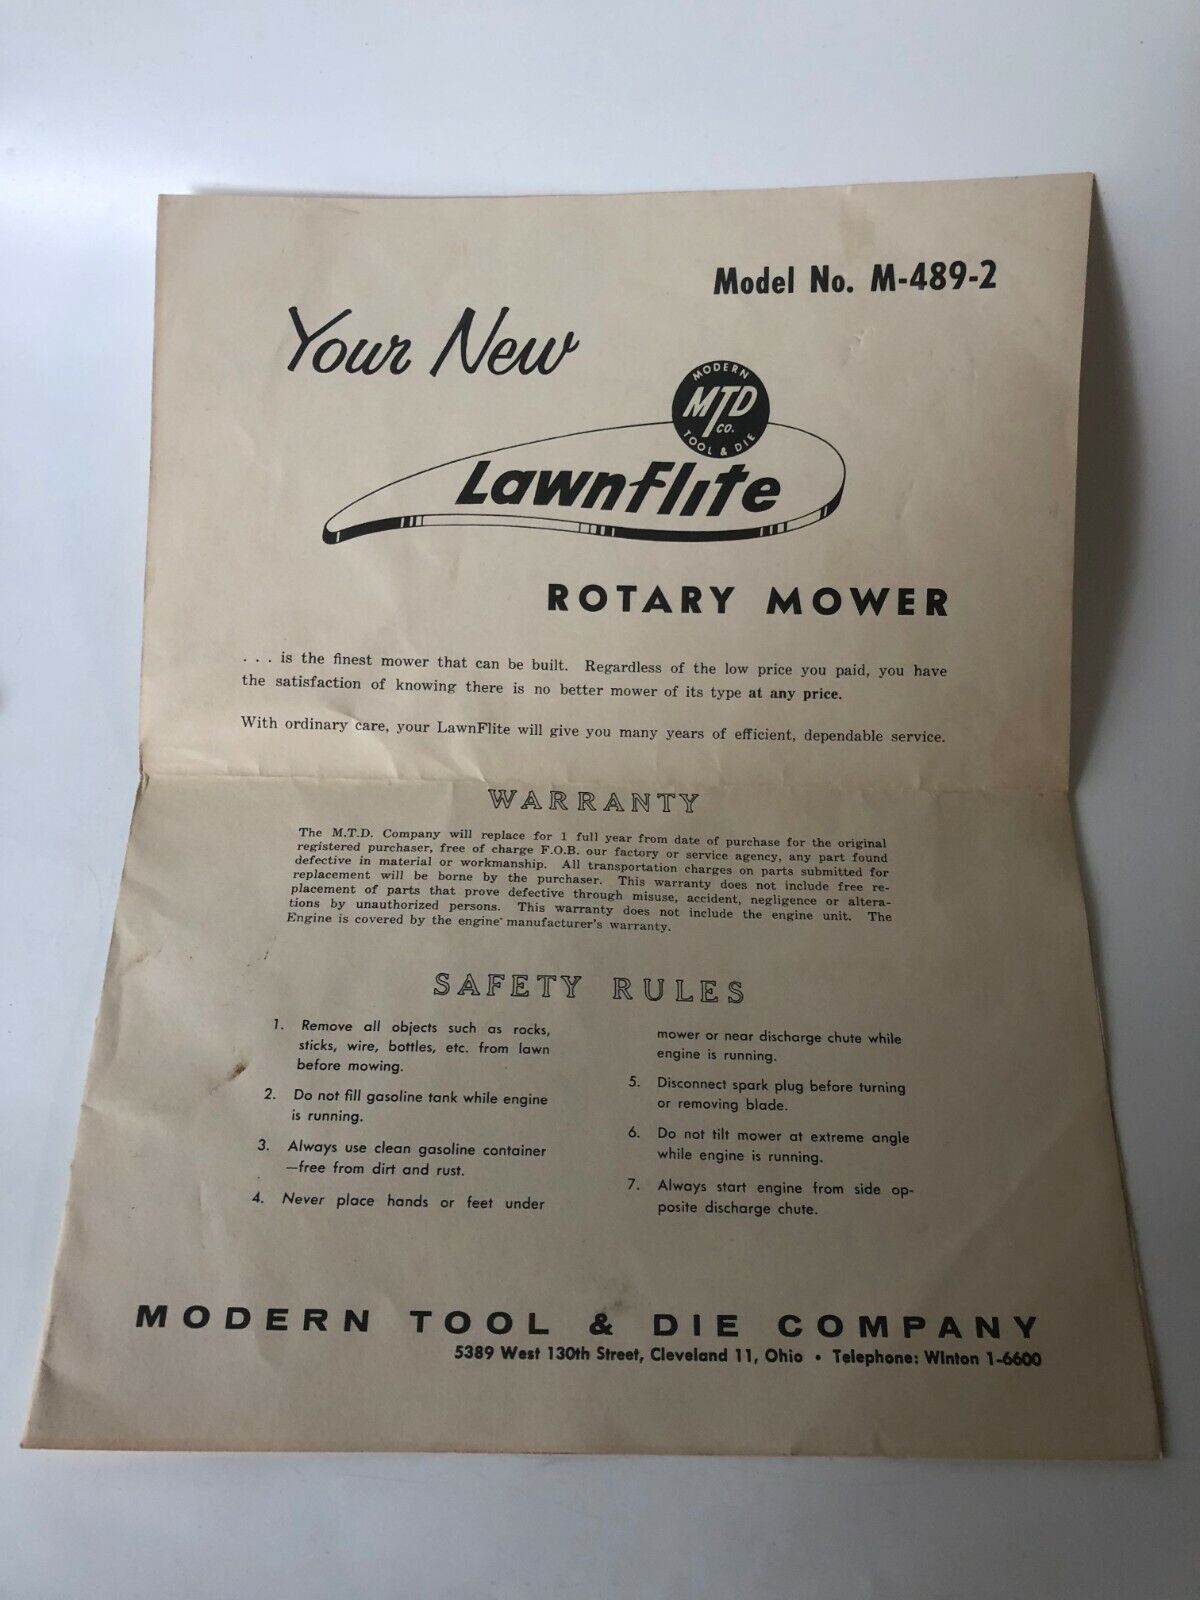 Model No. M-489-2
Your New
MODERN
MTD
CO.
TOOL & DIE
LawnFlite
ROTARY MOWER
. . . is the finest mower that can be built. Regardless of the low price you paid, you have
the satisfaction of knowing there is no better mower of its type at any price.
With ordinary care, your LawnFlite will give you many years of efficient, dependable service.
WARRANTY
The M.T.D. Company will replace for 1 full year from date of purchase for the original
registered purchaser, free of charge F.O.B. our factory or service agency, any part found
defective in material or workmanship. All transportation charges on parts submitted for
replacement will be borne by the purchaser. This warranty does not include free re-
placement of parts that prove defective through misuse, accident, negligence or altera-
tions by unauthorized persons. This warranty does not include the engine unit. The
Engine is covered by the engine manufacturer's warranty.
SAFETY RULES
1. Remove all objects such as rocks,
sticks, wire, bottles, etc. from lawn
before mowing.
2. Do not fill gasoline tank while engine
is running.
3. Always use clean gasoline container
—free from dirt and rust.
4. Never place hands or feet under
mower or near discharge chute while
engine is running.
5. Disconnect spark plug before turning
or removing blade.
6. Do not tilt mower at extreme angle
while engine is running.
7. Always start engine from side op-
posite discharge chute.
MODERN TOOL & DIE COMPANY
5389 West 130th Street, Cleveland 11, Ohio • Telephone: WInton 1-6600